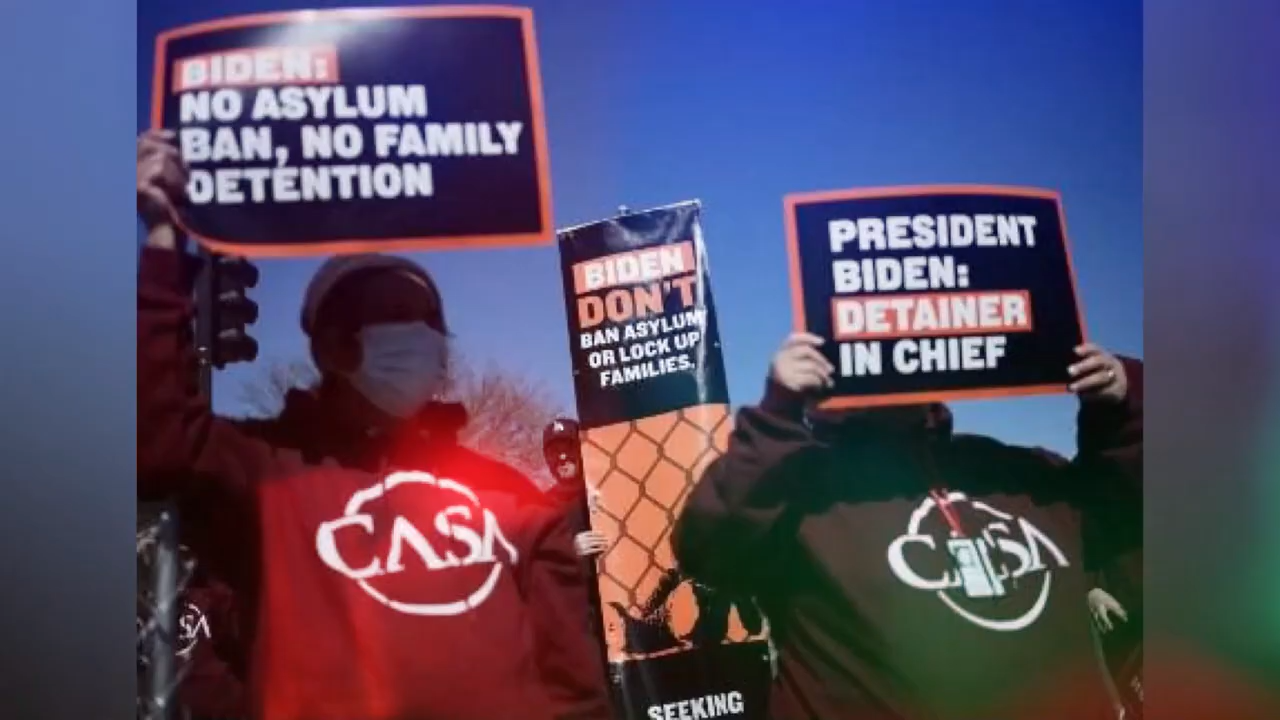 BIDEN:
NO ASYLUM
BAN, NO FAMILY
DETENTION
BIDEN
DON'T
BAN ASYLUM
OR LOCK UP
FAMILIES.
SEEKING
PRESIDENT
BIDEN:
DETAINER
IN CHIEF
CASA
CASA
SA